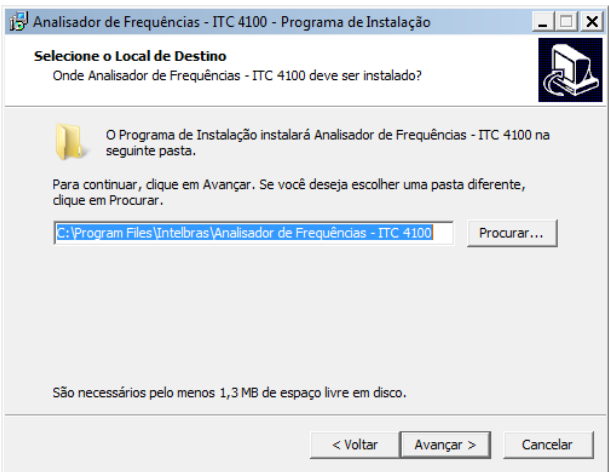 Analisador de Frequências - ITC 4100 - Programa de Instalação
Selecione o Local de Destino
Onde Analisador de Frequências - ITC 4100 deve ser instalado?
O Programa de Instalação instalará Analisador de Frequências - ITC 4100 na
seguinte pasta.
Para continuar, clique em Avançar. Se você deseja escolher uma pasta diferente,
clique em Procurar.
C:\Program Files\Intelbras\Analisador de Frequências - ITC 4100
Procurar...
São necessários pelo menos 1,3 MB de espaço livre em disco.
< Voltar
Avançar >
Cancelar